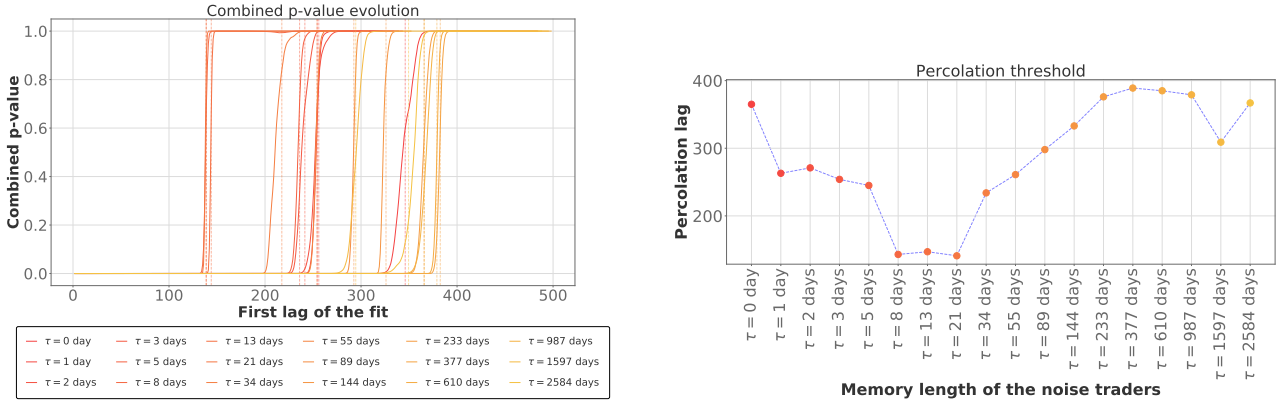 Combined p-value evolution
Combined p-value
1.0
0.8
0.6
0.4
0.2
0.0
0 100 200 300 400 500
First lag of the fit
τ = 0 day τ = 3 days τ = 13 days τ = 55 days τ = 233 days τ = 987 days
τ = 1 day τ = 5 days τ = 21 days τ = 89 days τ = 377 days τ = 1597 days
τ = 2 days τ = 8 days τ = 34 days τ = 144 days τ = 610 days τ = 2584 days
Percolation threshold
Percolation lag
400
300
200
τ = 0 day
τ = 1 day
τ = 2 days
τ = 3 days
τ = 5 days
τ = 8 days
τ = 13 days
τ = 21 days
τ = 34 days
τ = 55 days
τ = 89 days
τ = 144 days
τ = 233 days
τ = 377 days
τ = 610 days
τ = 987 days
τ = 1597 days
τ = 2584 days
Memory length of the noise traders